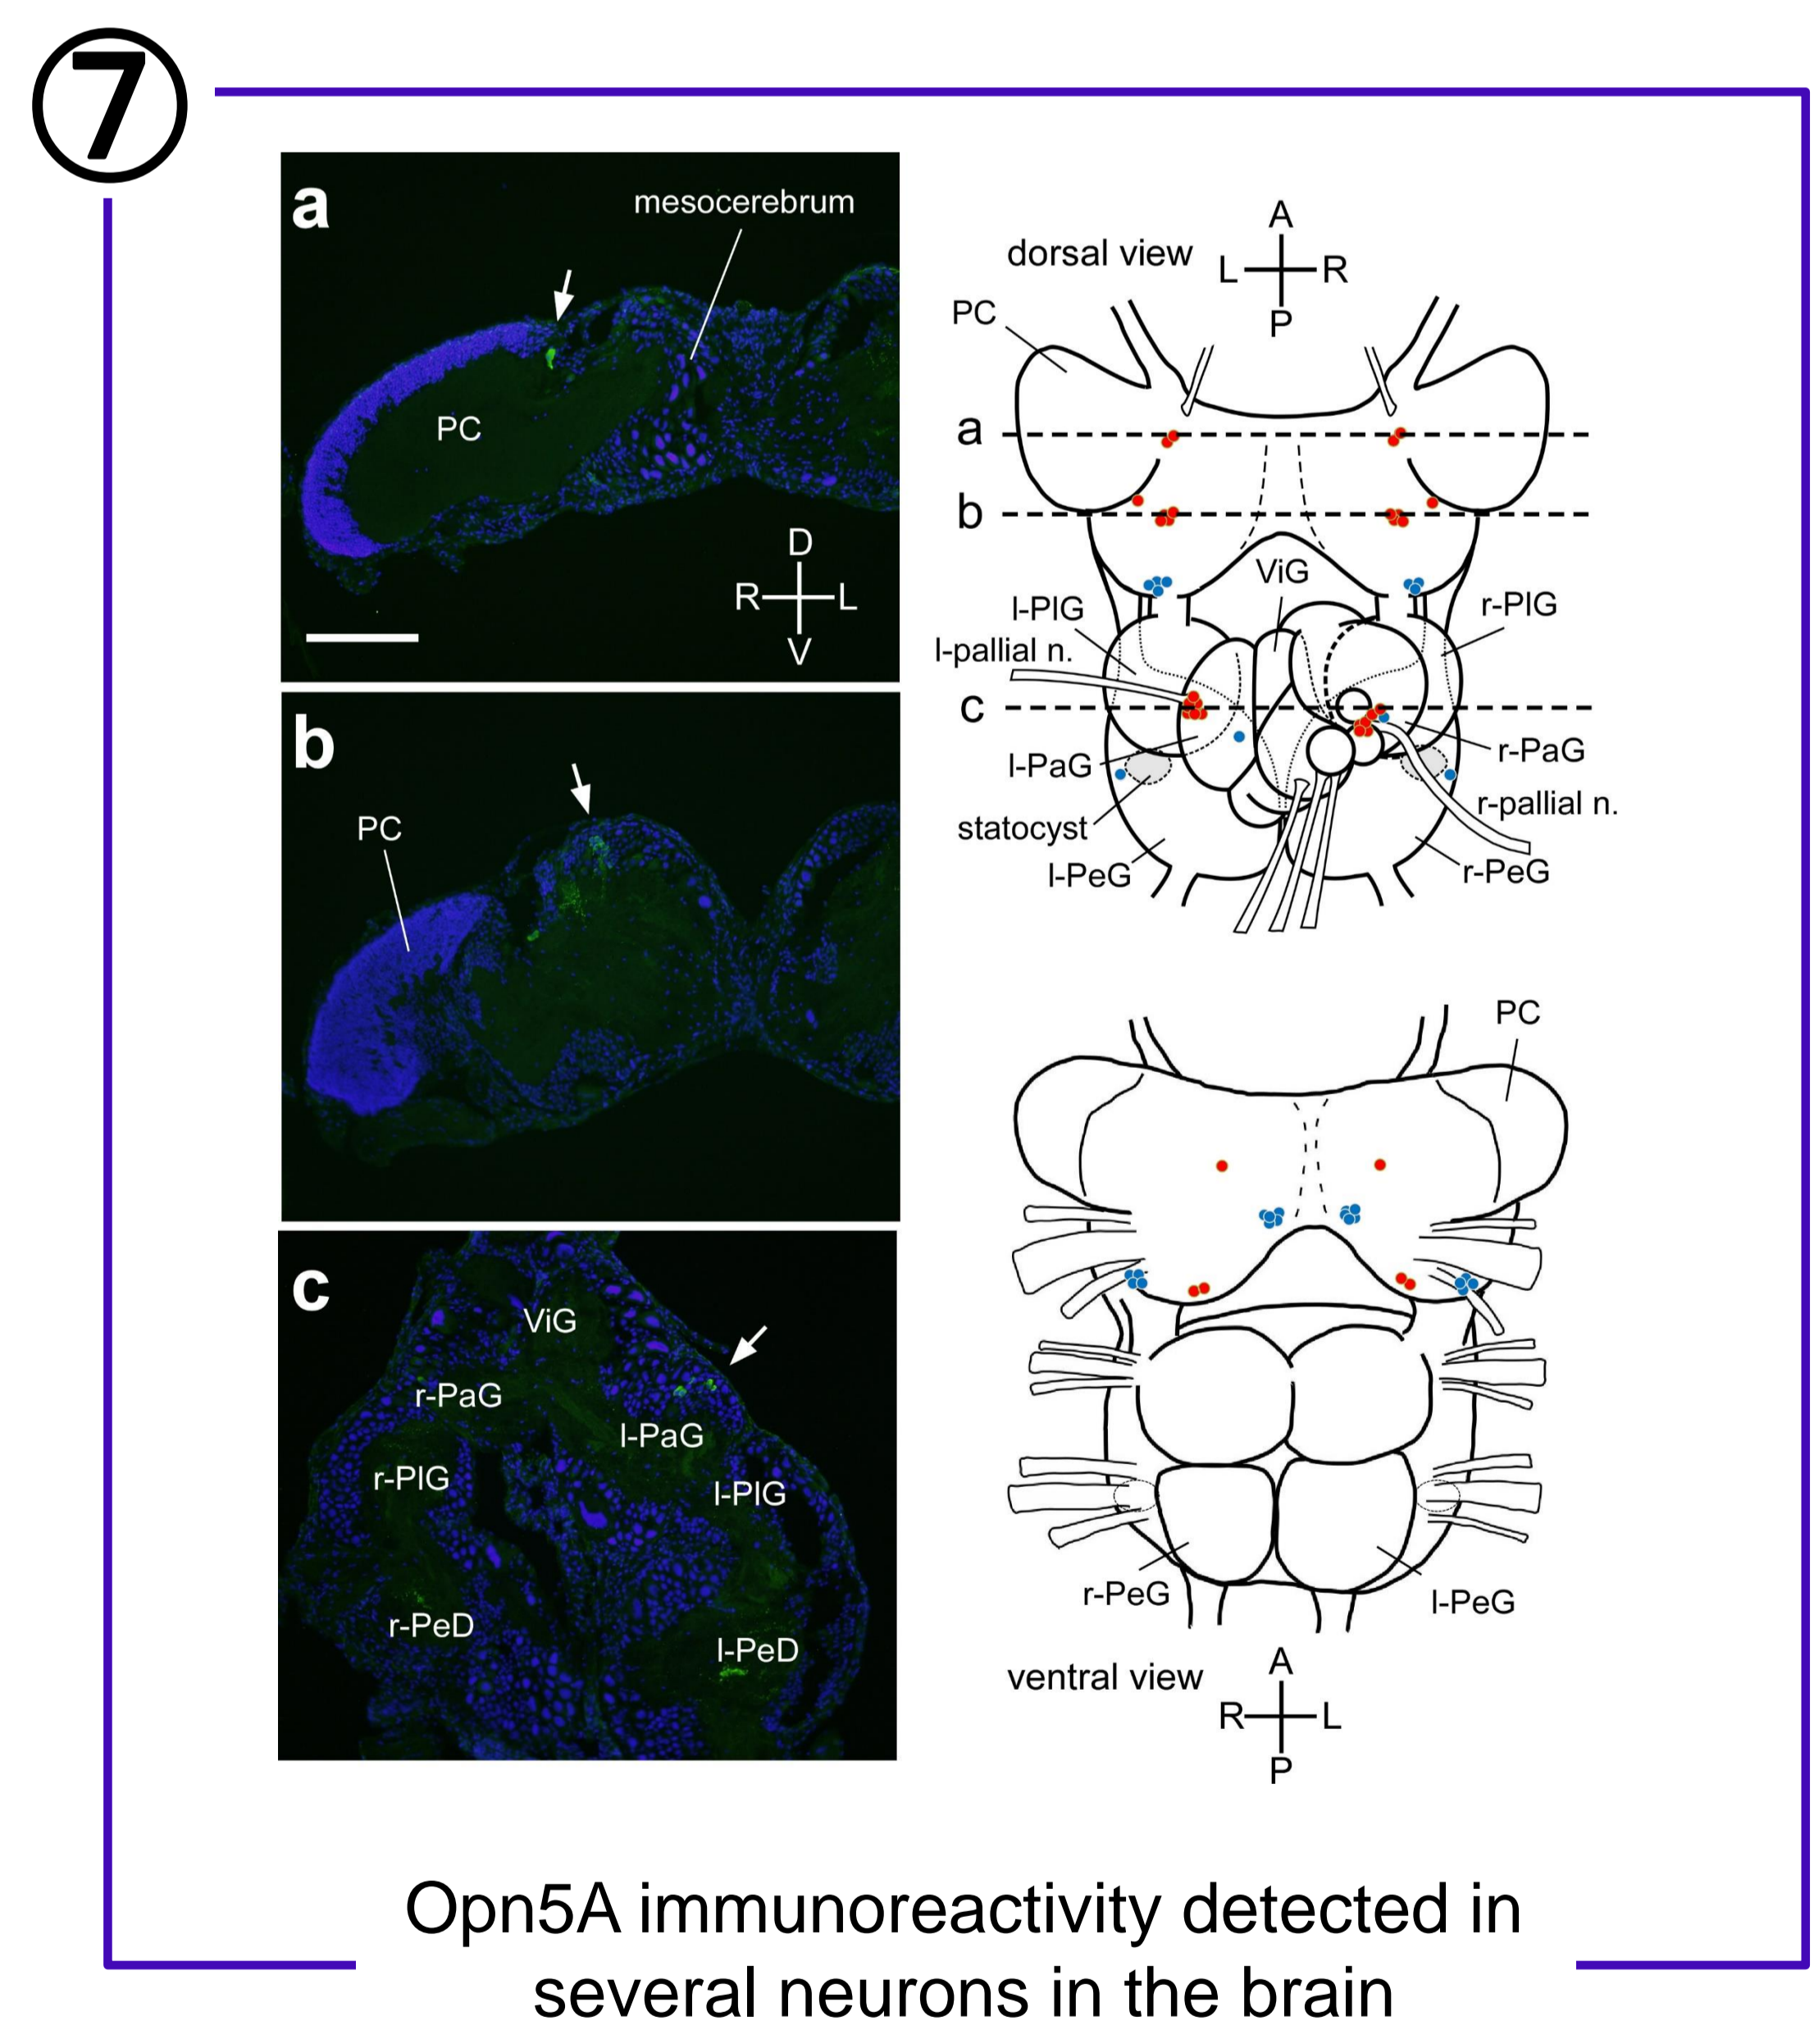 7
a
mesocerebrum
PC
D
R
L
V
b
PC
c
ViG
r-PaG
l-PaG
r-PlG
l-PlG
r-PeD
l-PeD
dorsal view
A
L
R
P
PC
a
b
ViG
l-PlG
r-PlG
l-pallial n.
c
l-PaG
r-PaG
r-pallial n.
statocyst
l-PeG
r-PeG
PC
r-PeG
l-PeG
ventral view
A
R
L
P
Opn5A immunoreactivity detected in
several neurons in the brain